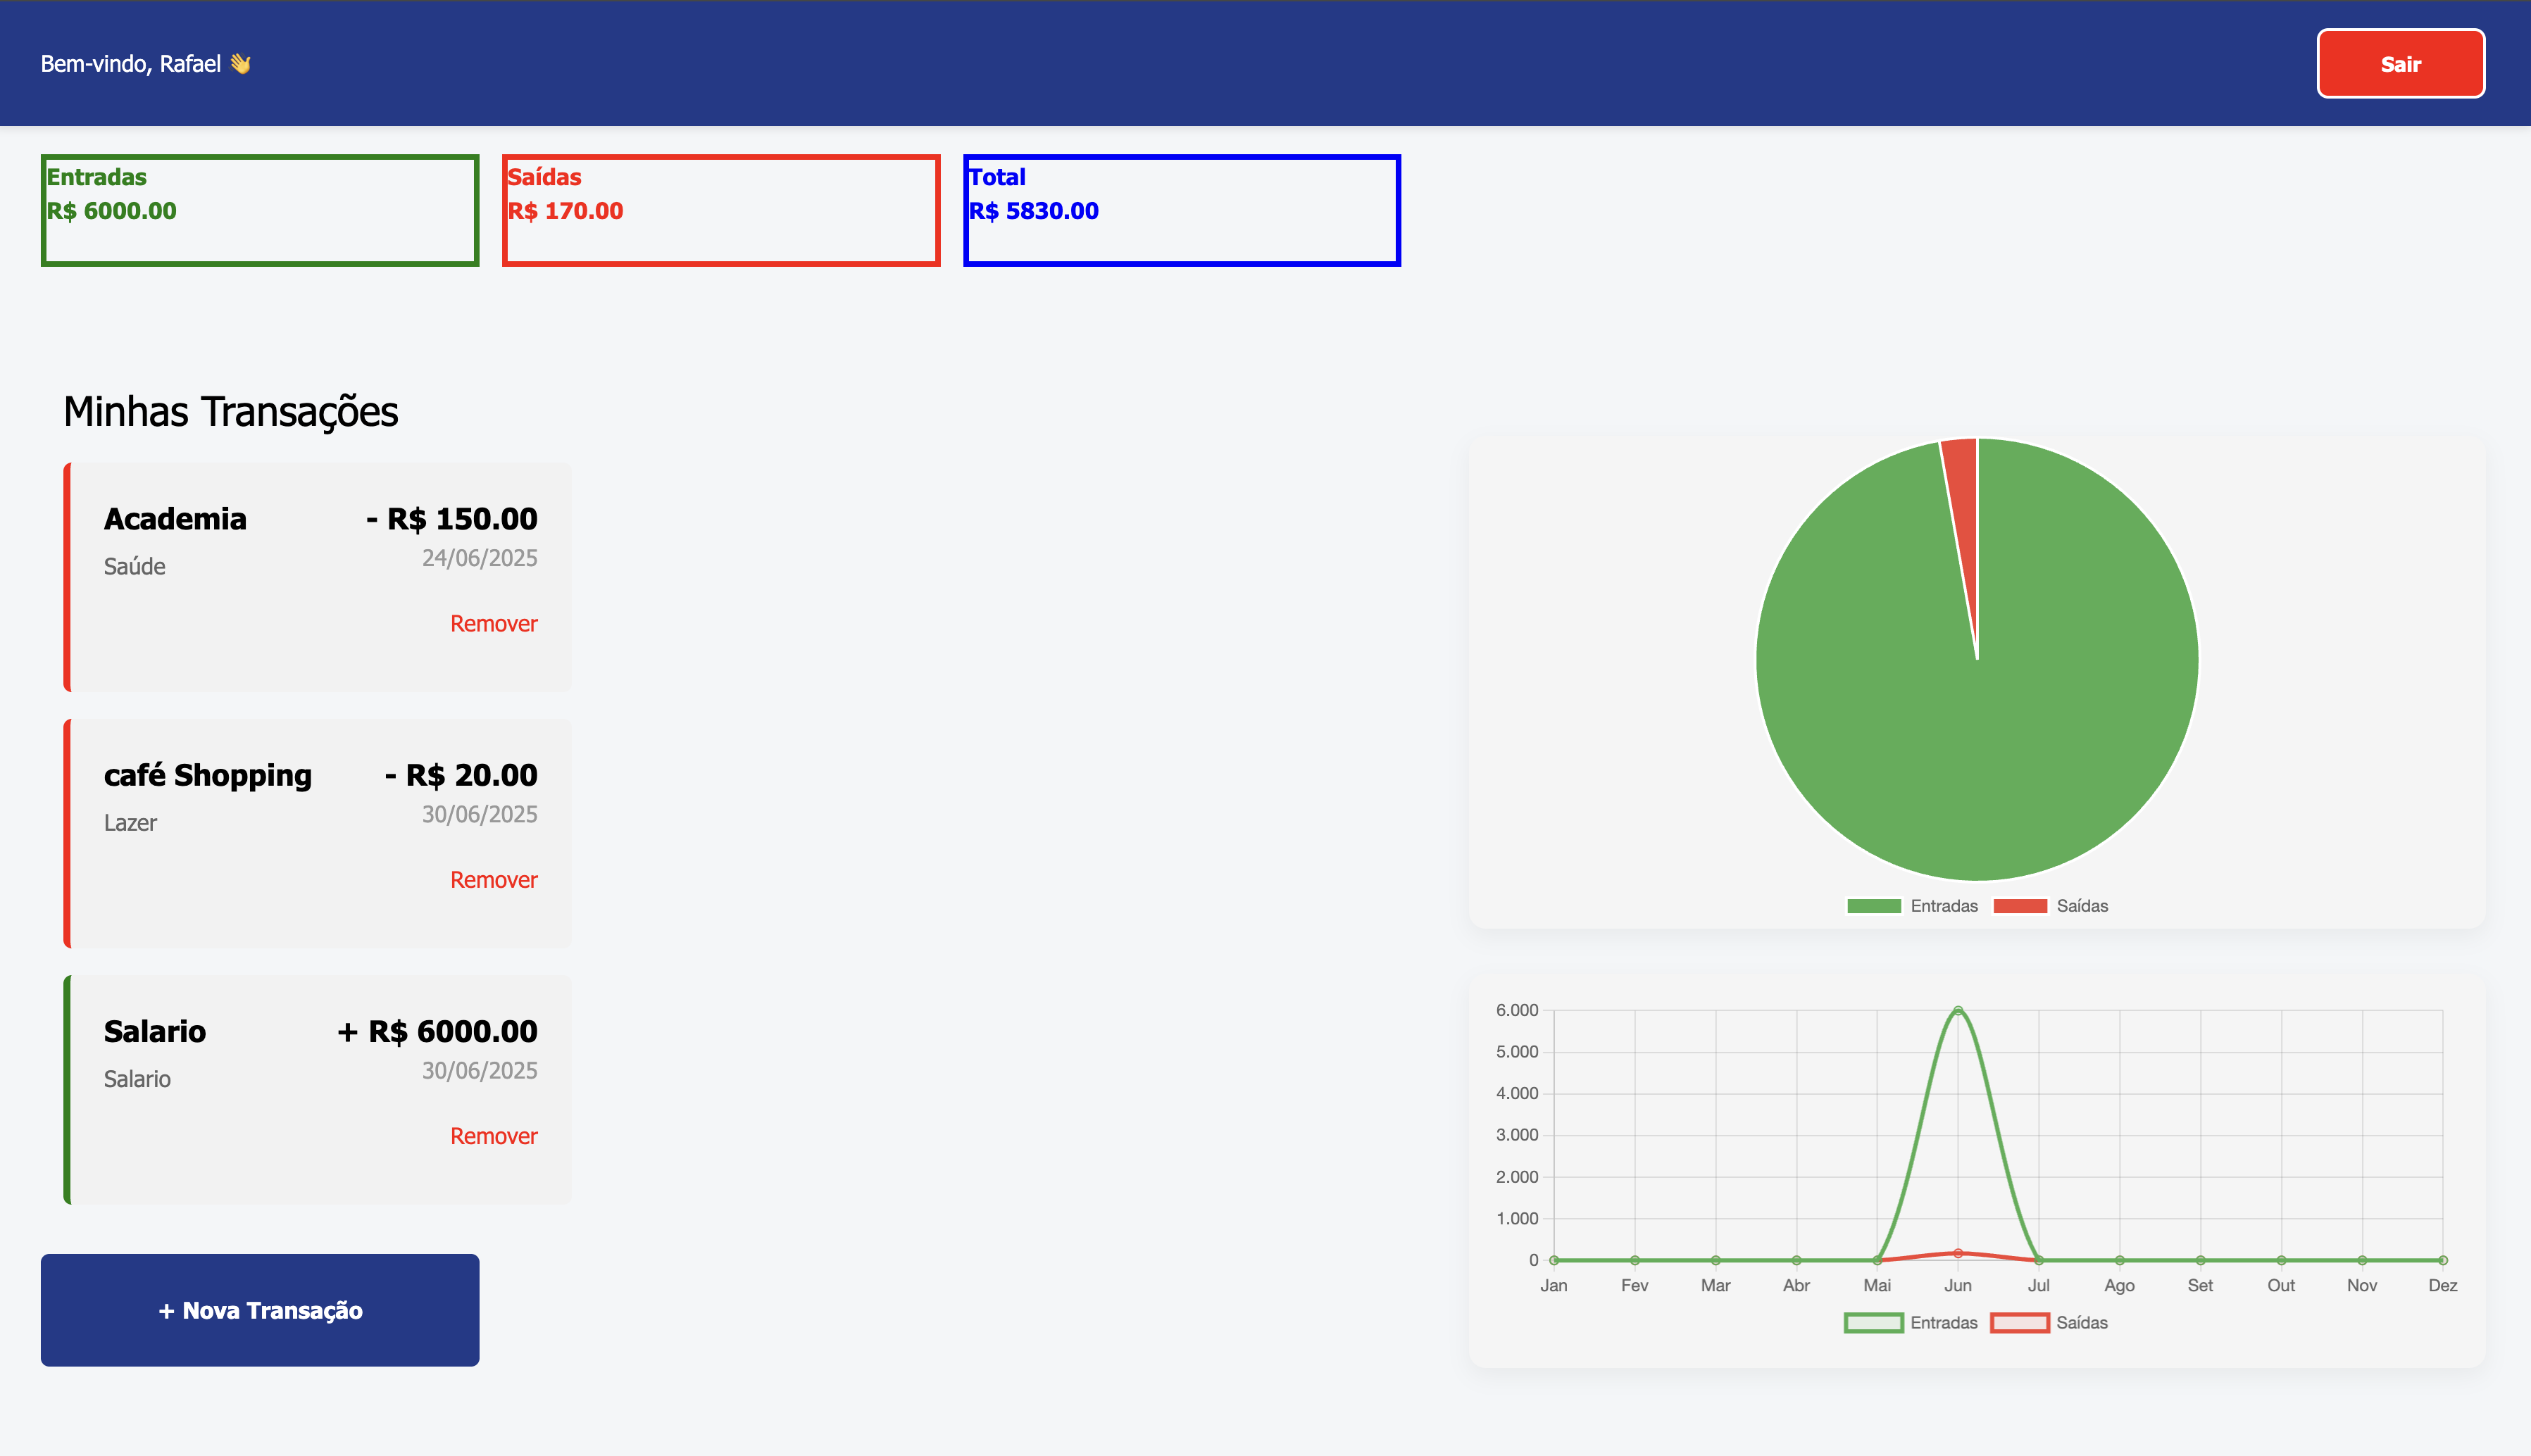 Bem-vindo, Rafael 👋
Sair
Entradas
R$ 6000.00
Saídas
R$ 170.00
Total
R$ 5830.00
Minhas Transações
Academia
- R$ 150.00
Saúde
24/06/2025
Remover
café Shopping
- R$ 20.00
Lazer
30/06/2025
Remover
Salario
+ R$ 6000.00
Salario
30/06/2025
Remover
+ Nova Transação
Entradas Saídas
6.000
5.000
4.000
3.000
2.000
1.000
0
Jan Fev Mar Abr Mai Jun Jul Ago Set Out Nov Dez
Entradas Saídas